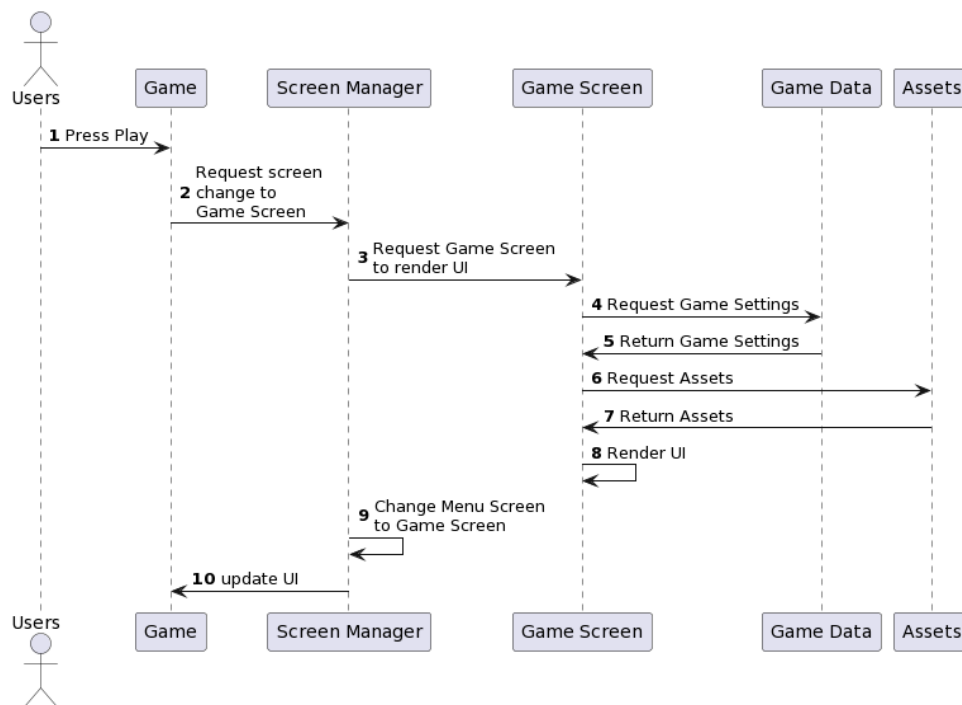 Users
Game
Screen Manager
Game Screen
Game Data
Assets
1 Press Play
Request screen
2 change to
Game Screen
3 Request Game Screen
to render UI
4 Request Game Settings
5 Return Game Settings
6 Request Assets
7 Return Assets
8 Render UI
9 Change Menu Screen
to Game Screen
10 update UI
Users
Game
Screen Manager
Game Screen
Game Data
Assets